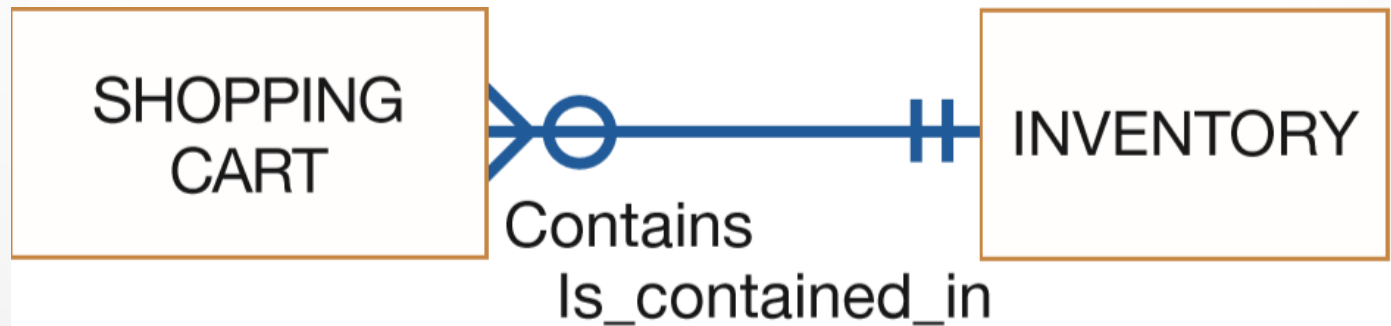 SHOPPING
CART
INVENTORY
Contains
Is_contained_in